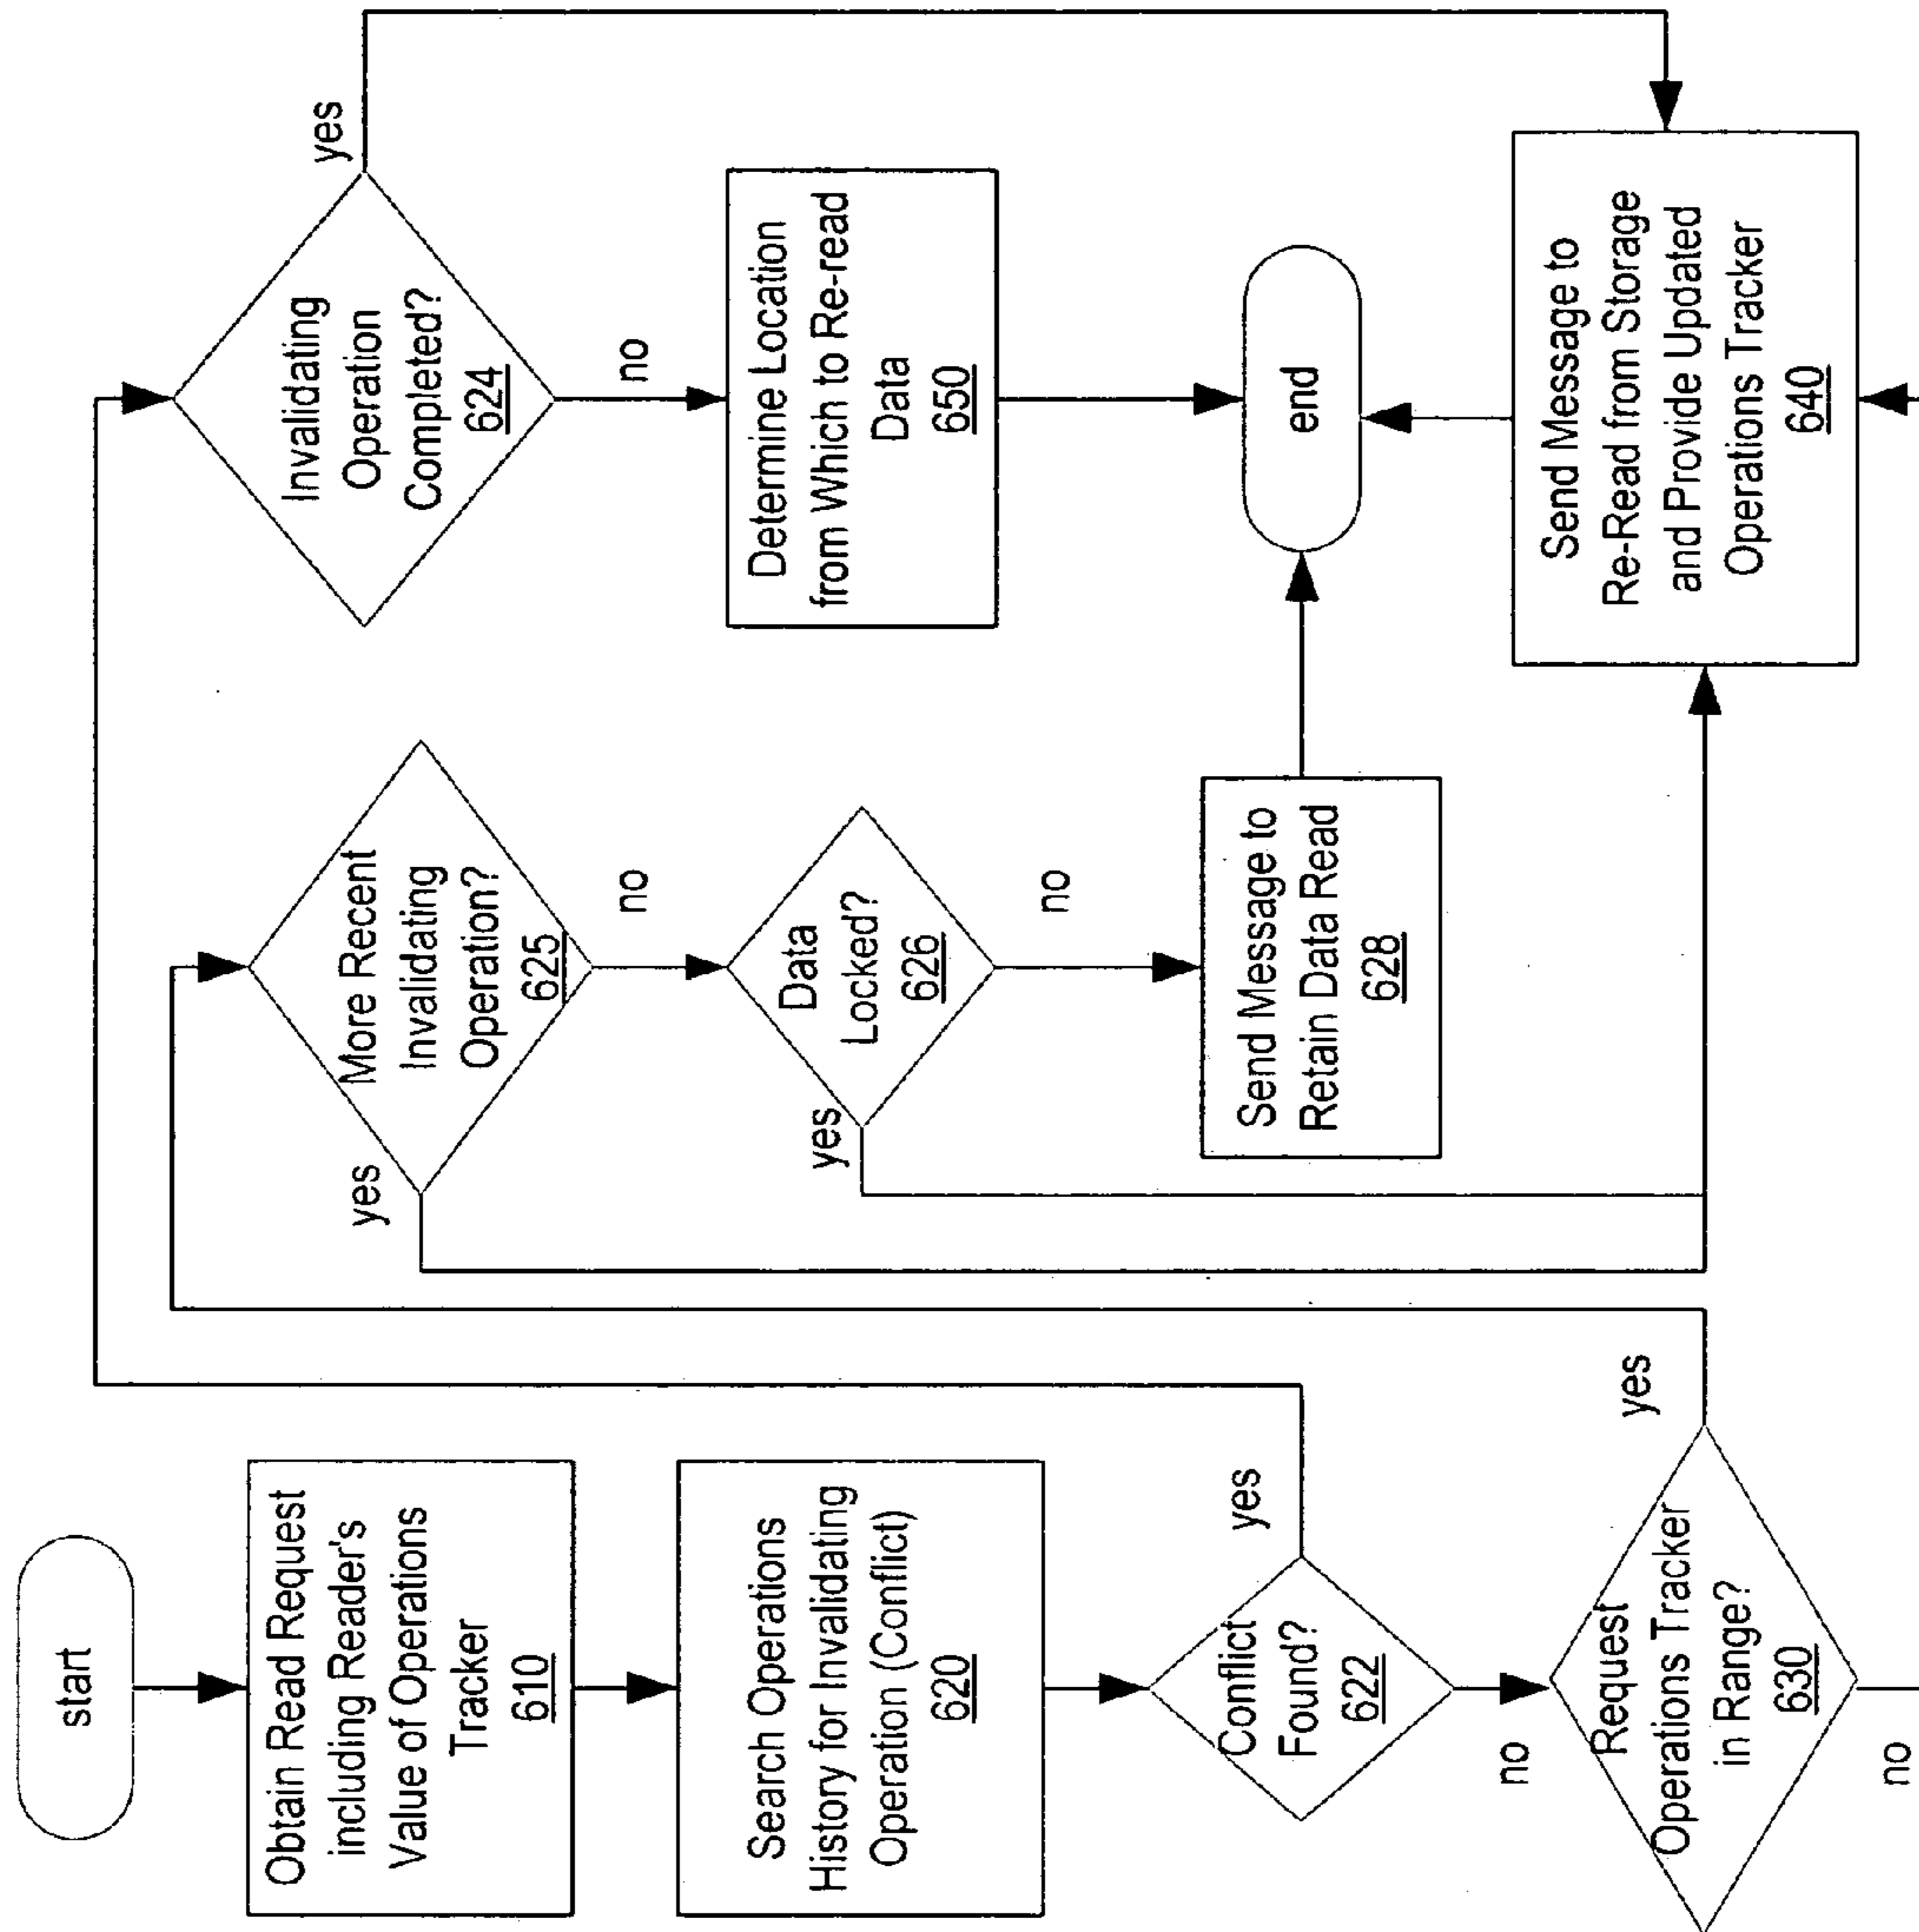 start
Obtain Read Request
including Reader's
Value of Operations
Tracker
610
Search Operations
History for Invalidating
Operation (Conflict)
620
Conflict
Found?
622
yes
no
Request
Operations Tracker
in Range?
630
yes
no
More Recent
Invalidating
Operation?
625
yes
no
Data
Locked?
626
yes
no
Send Message to
Retain Data Read
628
Invalidating
Operation
Completed?
624
yes
no
Determine Location
from Which to Re-read
Data
650
end
Send Message to
Re-Read from Storage
and Provide Updated
Operations Tracker
640